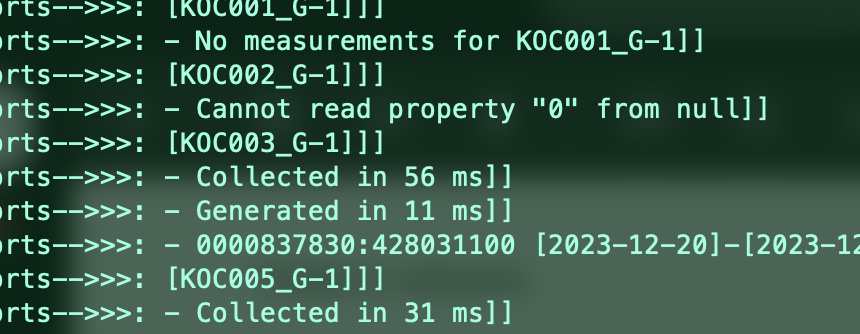 orts-->>>: [KOC001_G-1]]]
orts-->>>: - No measurements for KOC001_G-1]]
orts-->>>: [KOC002_G-1]]]
orts-->>>: - Cannot read property "0" from null]]
orts-->>>: [KOC003_G-1]]]
orts-->>>: - Collected in 56 ms]]
orts-->>>: - Generated in 11 ms]]
orts-->>>: - 0000837830:428031100 [2023-12-20]-[2023-12
orts-->>>: [KOC005_G-1]]]
orts-->>>: - Collected in 31 ms]]